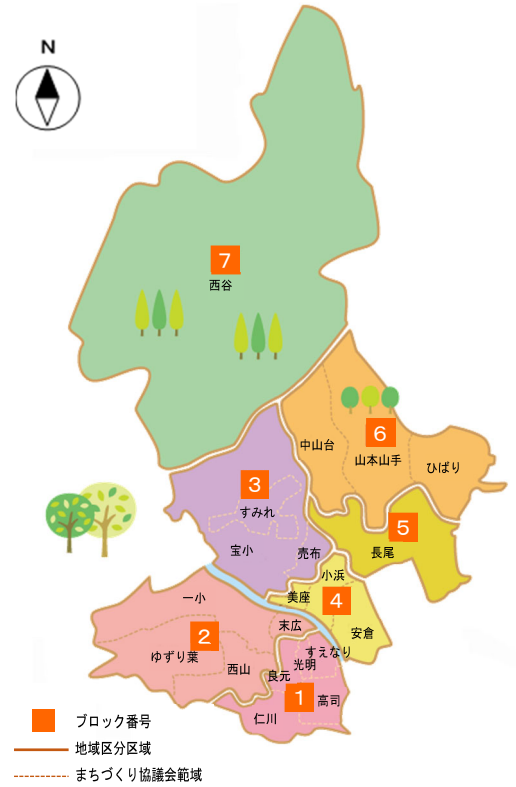 N
7
西谷
6
中山台
山本山手
ひばり
3
すみれ
5
宝小
売布
長尾
小浜
美座
4
一小
末広
安倉
2
ゆずり葉
すえなり
西山
光明
良元
1
高司
仁川
ブロック番号
地域区分区域
まちづくり協議会範域